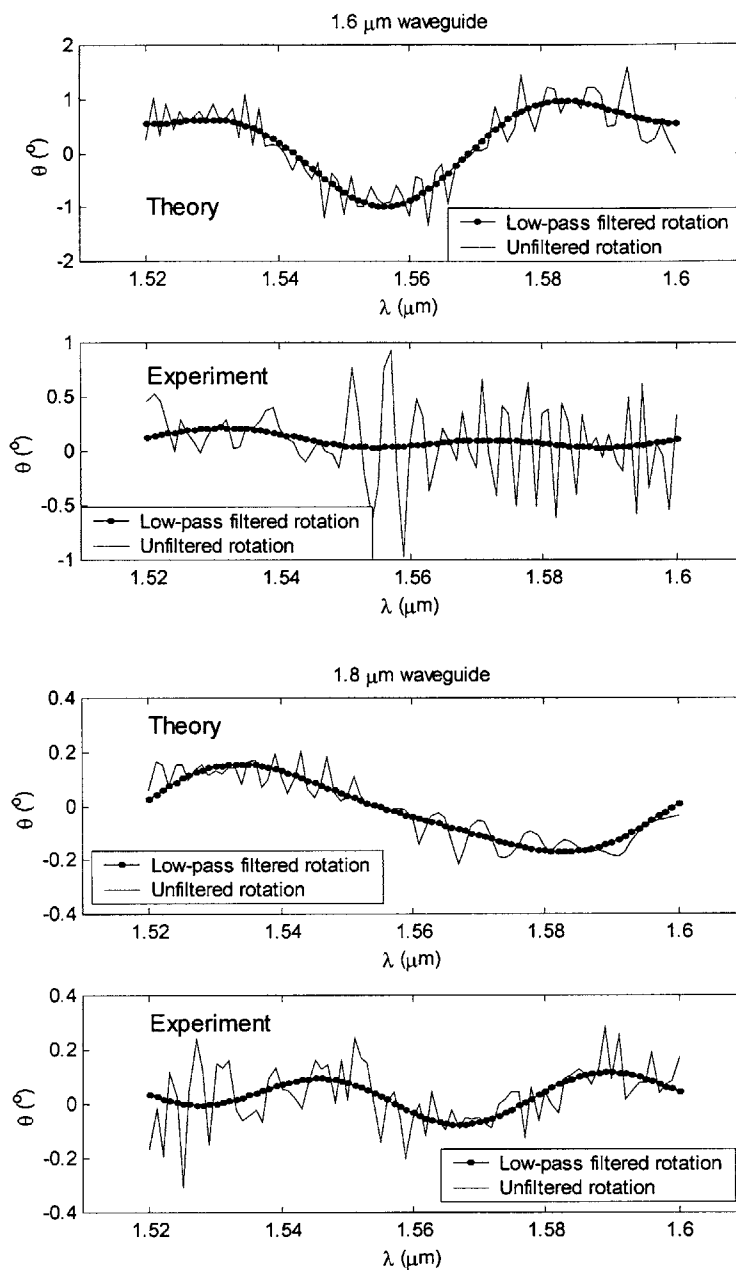 1.6 μm waveguide
2
1
0
-1
-2
θ (º)
Theory
Low-pass filtered rotation
Unfiltered rotation
1.52
1.54
1.56
1.58
1.6
λ (μm)
1
0.5
0
-0.5
-1
θ (º)
Experiment
Low-pass filtered rotation
Unfiltered rotation
1.52
1.54
1.56
1.58
1.6
λ (μm)
1.8 μm waveguide
0.4
0.2
0
-0.2
-0.4
θ (º)
Theory
Low-pass filtered rotation
Unfiltered rotation
1.52
1.54
1.56
1.58
1.6
λ (μm)
0.4
0.2
0
-0.2
-0.4
θ (º)
Experiment
Low-pass filtered rotation
Unfiltered rotation
1.52
1.54
1.56
1.58
1.6
λ (μm)